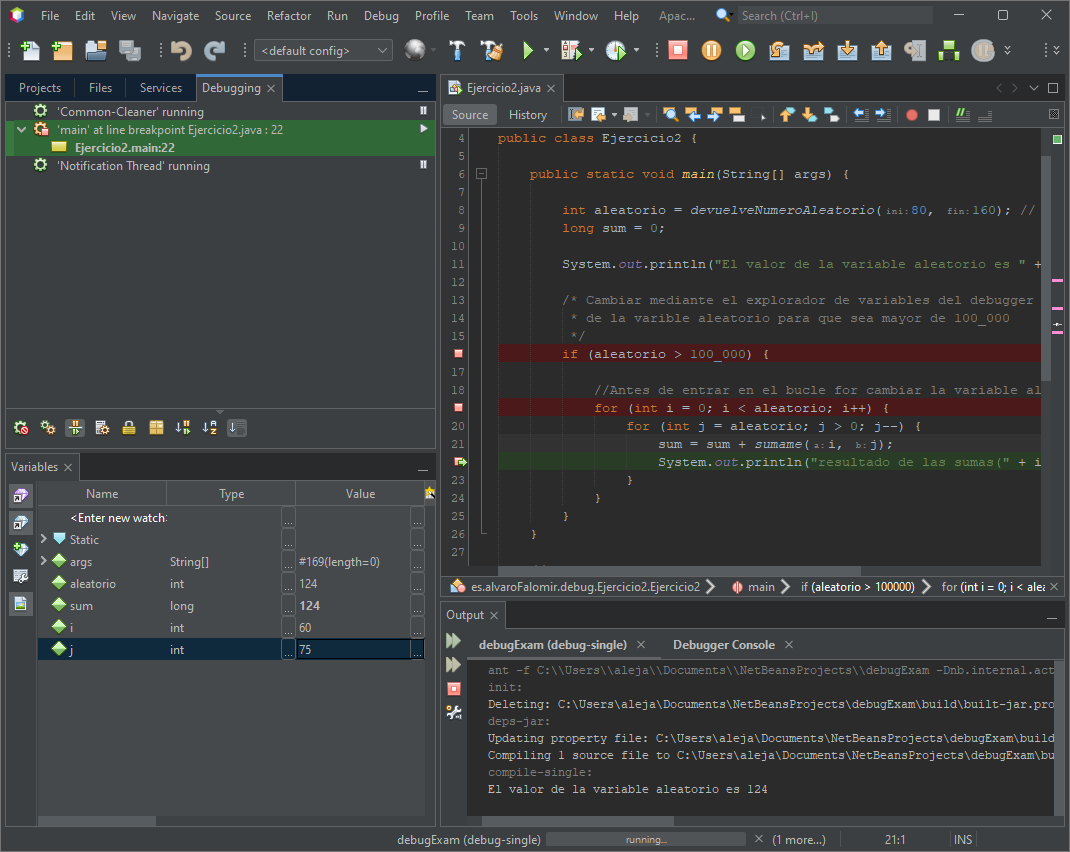 File Edit View Navigate Source Refactor Run Debug Profile Team Tools Window Help Apac... Search (Ctrl+I)
<default config>
Projects Files Services Debugging
'Common-Cleaner' running
'main' at line breakpoint Ejercicio2.java : 22
Ejercicio2.main:22
'Notification Thread' running
Variables
Name Type Value
<Enter new watch:
...
...
Static
...
...
args String[] ... #169(length=0) ...
aleatorio int ... 124 ...
sum long ... 124 ...
i int ... 60 ...
j int ... 75 ...
Ejercicio2.java
Source History
4 public class Ejercicio2 {
5
6 public static void main(String[] args) {
7
8 int aleatorio = devuelveNumeroAleatorio( ini: 80, fin: 160); //
9 long sum = 0;
10
11 System.out.println("El valor de la variable aleatorio es " +
12
13 /* Cambiar mediante el explorador de variables del debugger
14 * de la varible aleatorio para que sea mayor de 100_000
15 */
if (aleatorio > 100_000) {
17
18 //Antes de entrar en el bucle for cambiar la variable al
for (int i = 0; i < aleatorio; i++) {
20 for (int j = aleatorio; j > 0; j--) {
21 sum = sum + sumame( a: i, b: j);
System.out.println("resultado de las sumas(" + i
23 }
24 }
25 }
26 }
27
es.alvaroFalomir.debug.Ejercicio2.Ejercicio2 main if (aleatorio > 100000) for (int i = 0; i < alea
Output
debugExam (debug-single) Debugger Console
ant -f C:\\Users\\aleja\\Documents\\NetBeansProjects\\debugExam -Dnb.internal.act
init:
Deleting: C:\Users\aleja\Documents\NetBeansProjects\debugExam\build\built-jar.pro
deps-jar:
Updating property file: C:\Users\aleja\Documents\NetBeansProjects\debugExam\build
Compiling 1 source file to C:\Users\aleja\Documents\NetBeansProjects\debugExam\bu
compile-single:
El valor de la variable aleatorio es 124
debugExam (debug-single) running... (1 more...) 21:1 INS